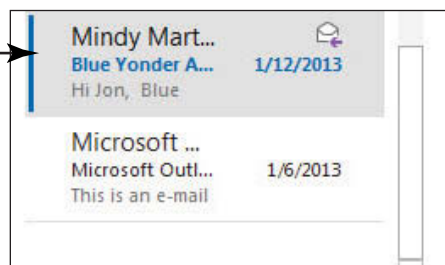 Mindy Mart...
Blue Yonder A... 1/12/2013
Hi Jon, Blue
Microsoft ...
Microsoft Outl... 1/6/2013
This is an e-mail